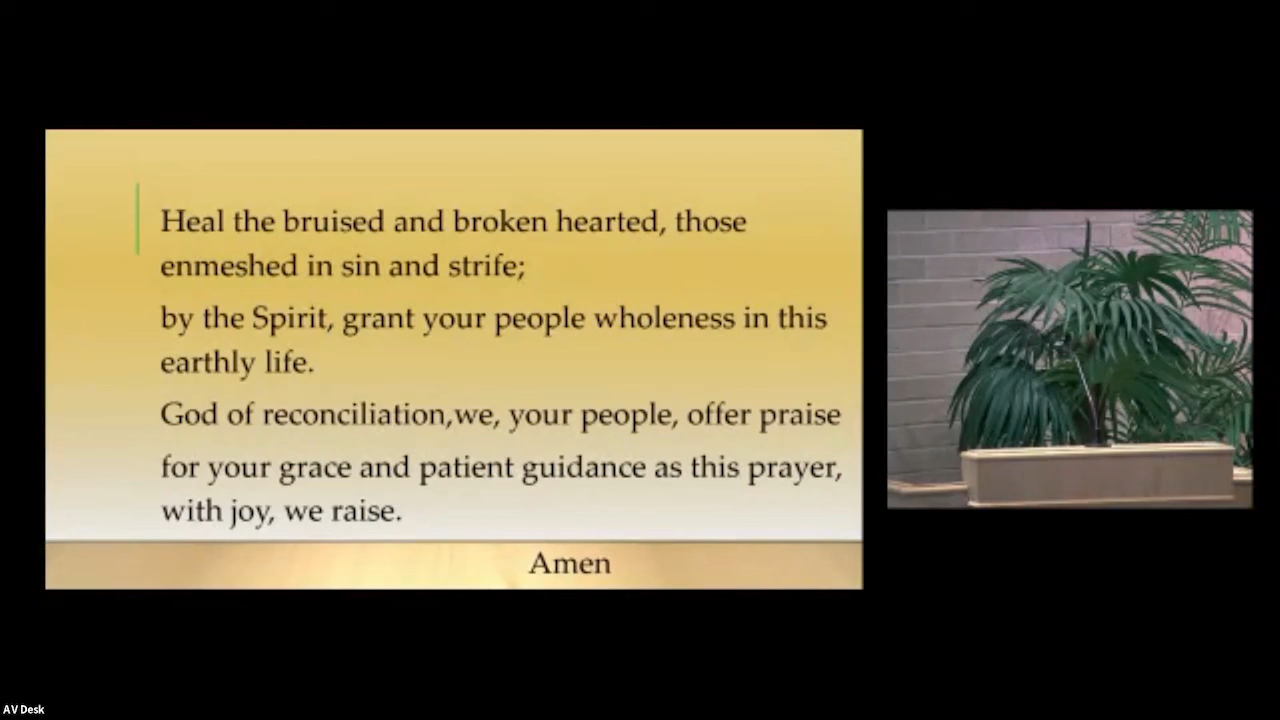 Heal the bruised and broken hearted, those
enmeshed in sin and strife;
by the Spirit, grant your people wholeness in this
earthly life.
God of reconciliation,we, your people, offer praise
for your grace and patient guidance as this prayer,
with joy, we raise.
Amen
AV Desk